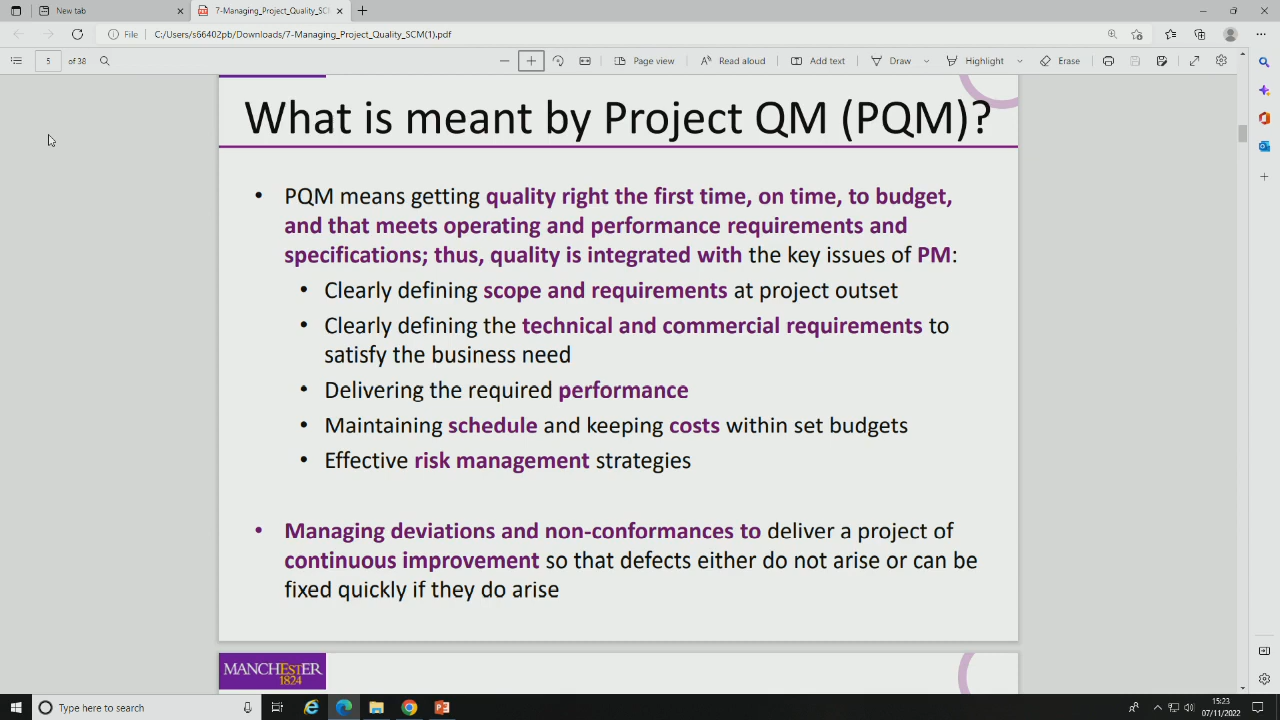 New tab
7-Managing_Project_Quality_SC
File
C:/Users/s66402pb/Downloads/7-Managing_Project_Quality_SCM(1).pdf
5 of 38
Page view
Read aloud
Add text
Draw
Highlight
Erase
What is meant by Project QM (PQM)?
• PQM means getting quality right the first time, on time, to budget,
and that meets operating and performance requirements and
specifications; thus, quality is integrated with the key issues of PM:
• Clearly defining scope and requirements at project outset
• Clearly defining the technical and commercial requirements to
satisfy the business need
• Delivering the required performance
• Maintaining schedule and keeping costs within set budgets
• Effective risk management strategies
• Managing deviations and non-conformances to deliver a project of
continuous improvement so that defects either do not arise or can be
fixed quickly if they do arise
MANCHESTER
1824
Type here to search
15:23
07/11/2022